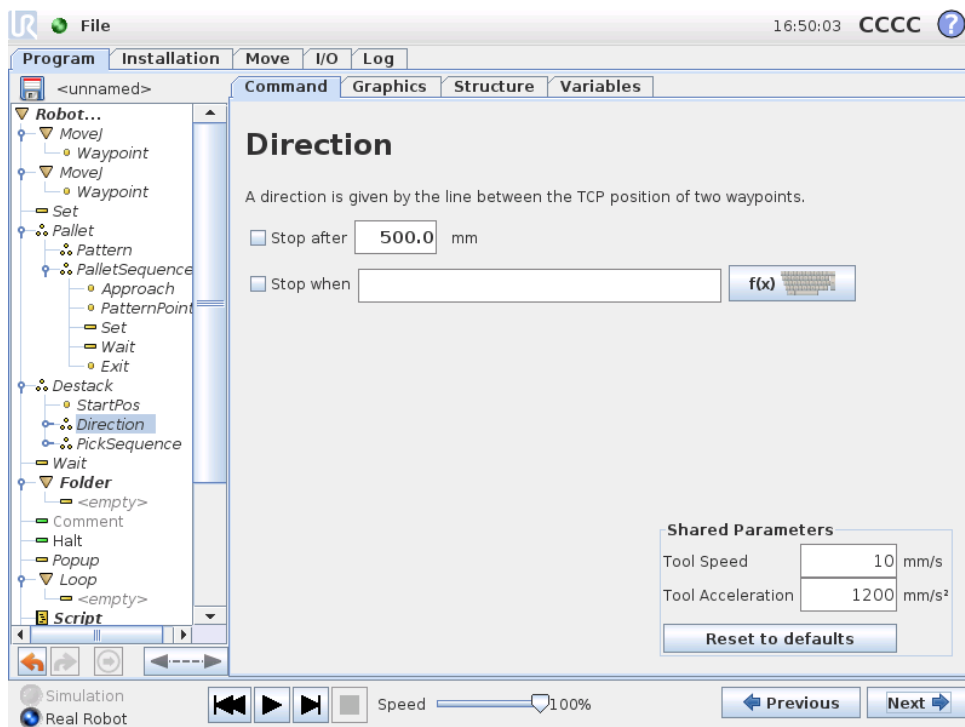 UR File 16:50:03 CCCC ?
Program Installation Move I/O Log
<unnamed> Command Graphics Structure Variables
Robot...
MoveJ
Waypoint
MoveJ
Waypoint
Set
Pallet
Pattern
PalletSequence
Approach
PatternPoint
Set
Wait
Exit
Destack
StartPos
Direction
PickSequence
Wait
Folder
<empty>
Comment
Halt
Popup
Loop
<empty>
Script
Direction
A direction is given by the line between the TCP position of two waypoints.
Stop after 500.0 mm
Stop when f(x)
Shared Parameters
Tool Speed 10 mm/s
Tool Acceleration 1200 mm/s²
Reset to defaults
Simulation
Real Robot
Speed 100%
Previous Next